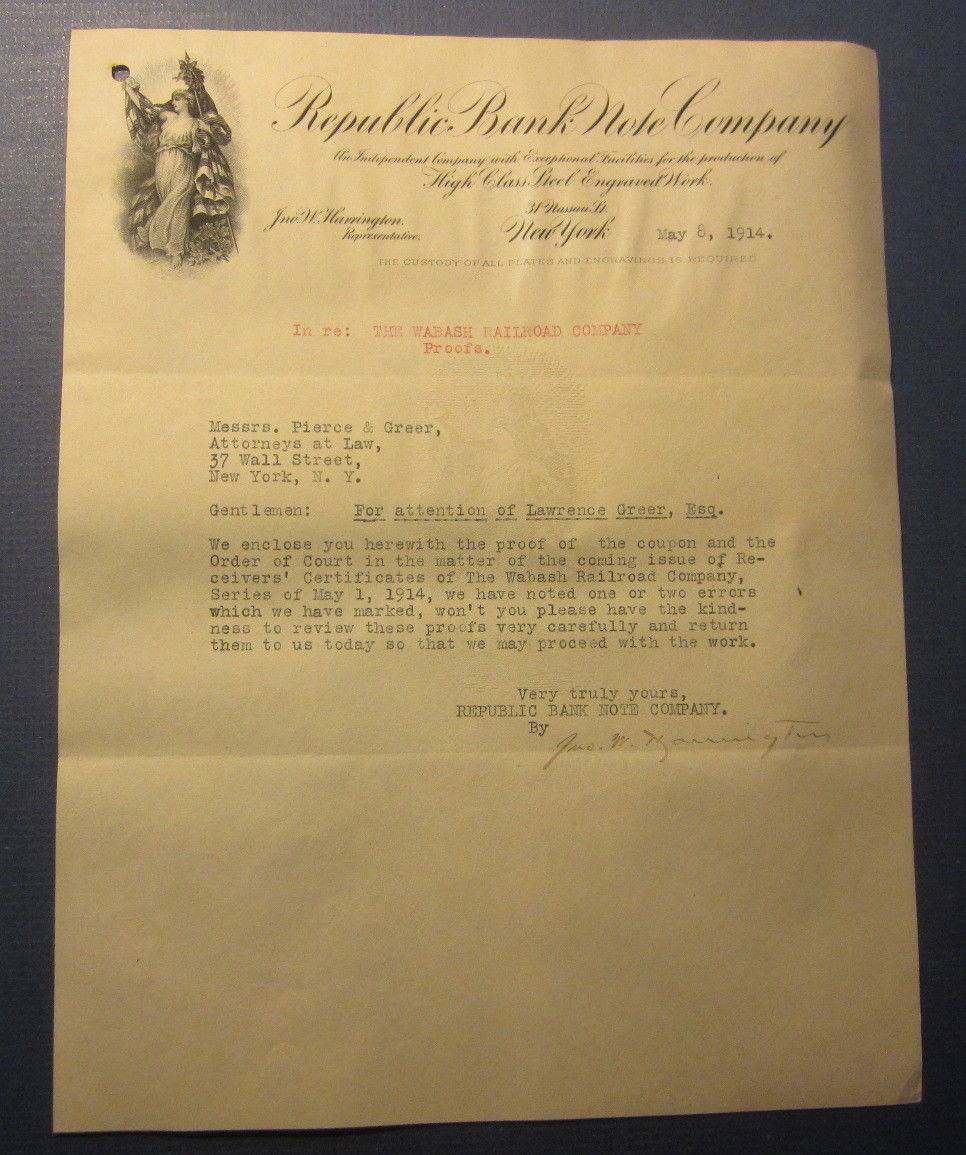 Republic Bank Note Company
An Independent Company with Exceptional Facilities for the production of
High Class Steel Engraved Work.
Jno. W. Harrington.
Representative.
31 Nassau St.
New York
May 8, 1914.
THE CUSTODY OF ALL PLATES AND ENGRAVINGS IS REQUIRED
In re: THE WABASH RAILROAD COMPANY
Proofs.
Messrs. Pierce & Greer,
Attorneys at Law,
37 Wall Street,
New York, N. Y.
Gentlemen: For attention of Lawrence Greer, Esq.
We enclose you herewith the proof of the coupon and the
Order of Court in the matter of the coming issue of Re-
ceivers' Certificates of The Wabash Railroad Company,
Series of May 1, 1914, we have noted one or two errors
which we have marked, won't you please have the kind-
ness to review these proofs very carefully and return
them to us today so that we may proceed with the work.
Very truly yours,
REPUBLIC BANK NOTE COMPANY.
By
Jno. W. Harrington